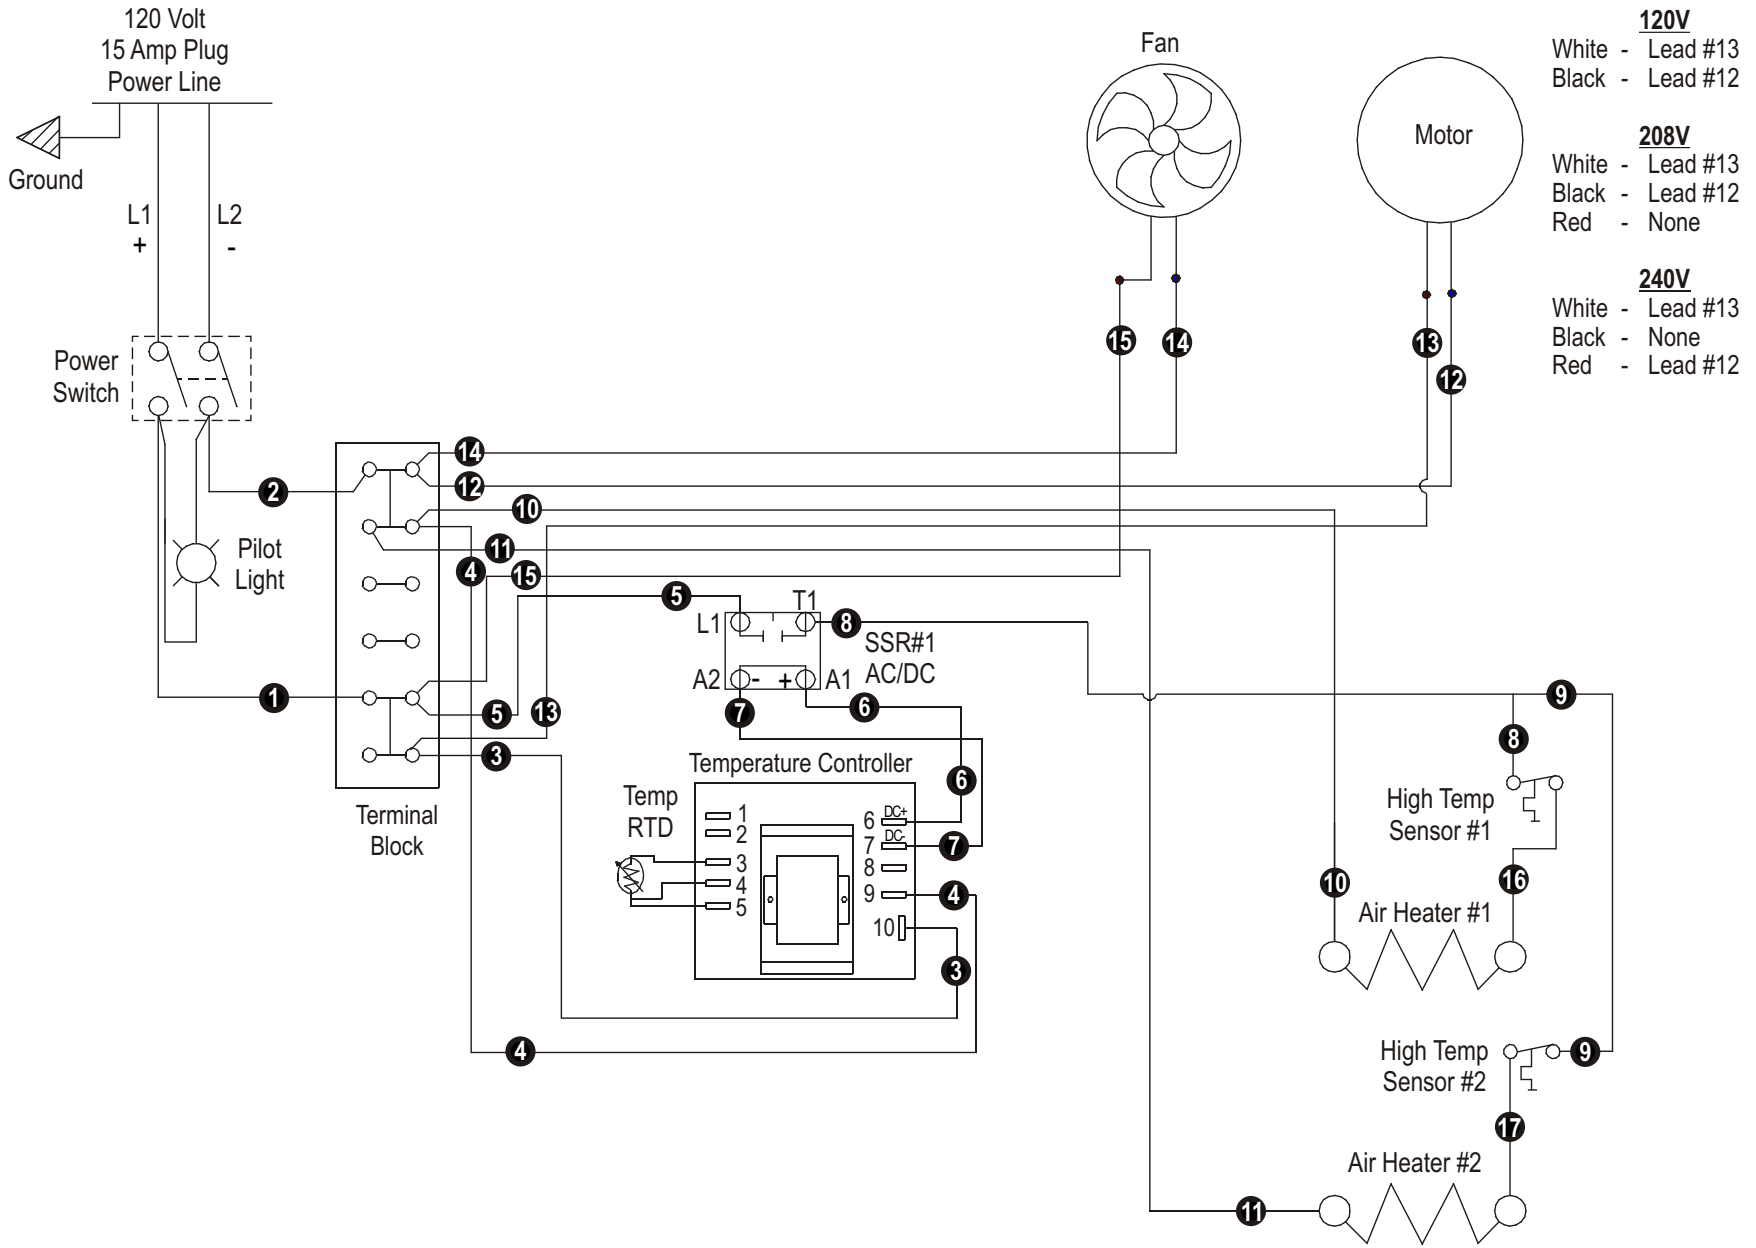 120 Volt
15 Amp Plug
Power Line
Ground
L1
+
L2
-
Power
Switch
2
Pilot
Light
1
Terminal
Block
14
12
10
11
4
15
5
13
3
4
Fan
15
14
Motor
13
12
120V
White - Lead #13
Black - Lead #12
208V
White - Lead #13
Black - Lead #12
Red - None
240V
White - Lead #13
Black - None
Red - Lead #12
5
L1
T1
8
SSR#1
AC/DC
A2
-
+
A1
7
6
Temperature Controller
6
Temp
RTD
1
2
3
4
5
6 DC+
7 DC-
8
9
10
7
4
3
9
8
High Temp
Sensor #1
10
16
Air Heater #1
High Temp
Sensor #2
9
17
Air Heater #2
11